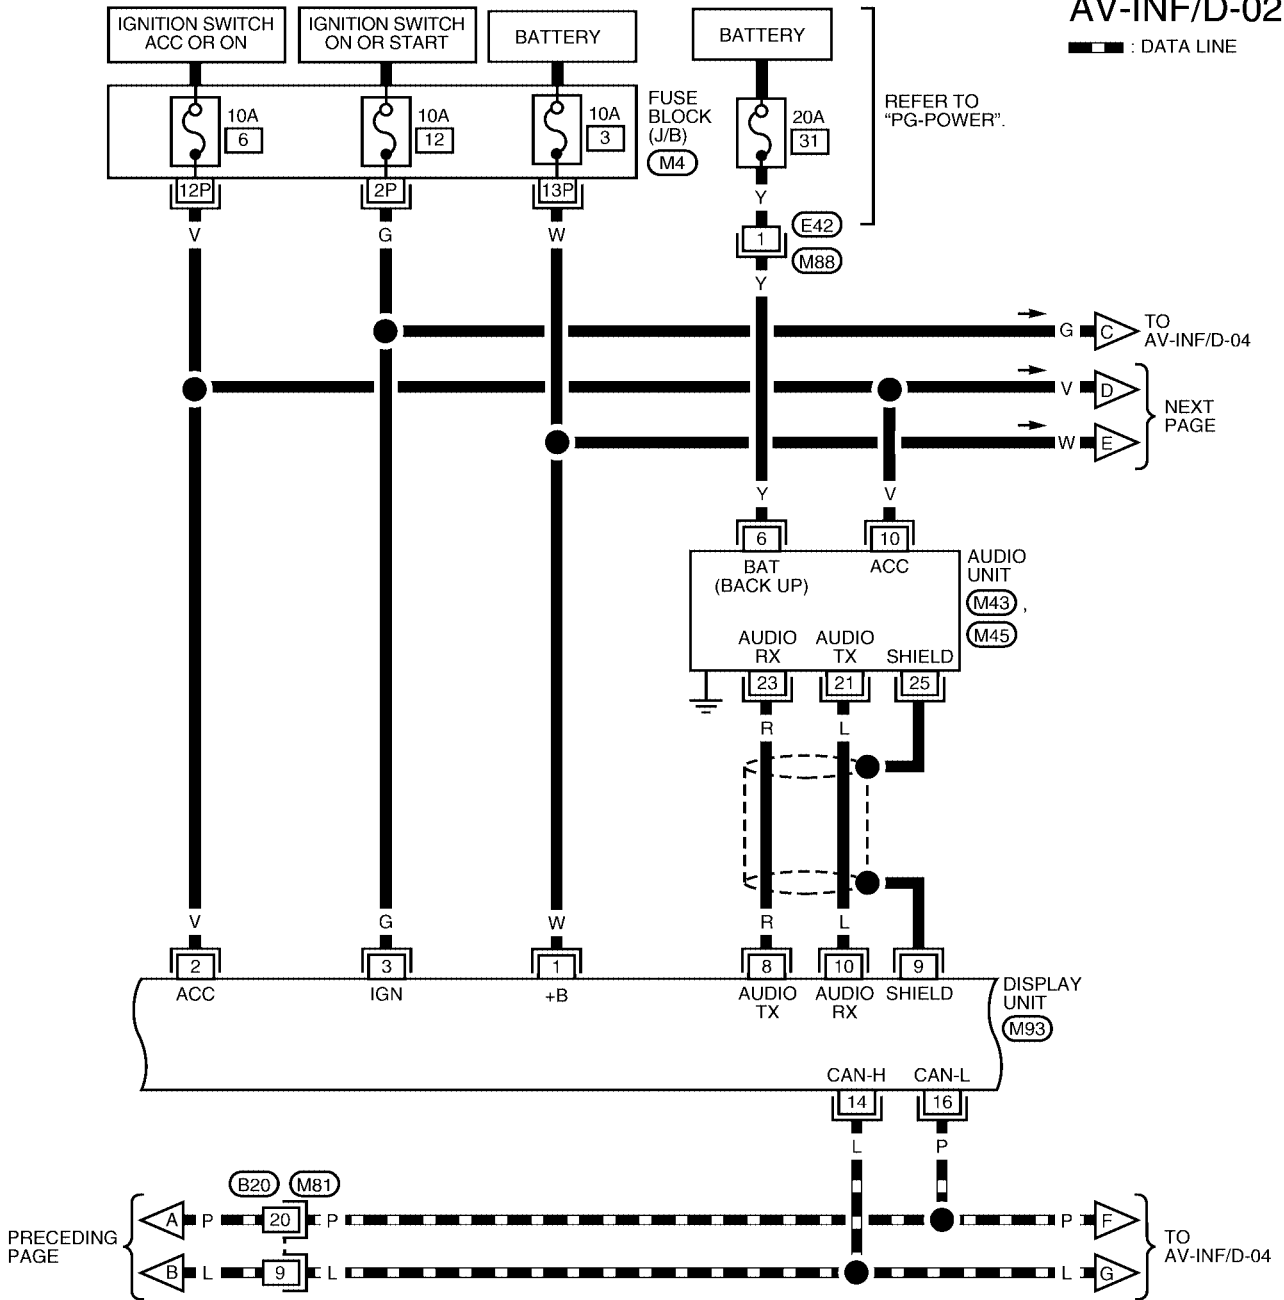 AV-INF/D-02
: DATA LINE
IGNITION SWITCH
ACC OR ON
IGNITION SWITCH
ON OR START
BATTERY
BATTERY
REFER TO
“PG-POWER”.
10A
6
10A
12
10A
3
20A
31
FUSE
BLOCK
(J/B)
M4
12P
2P
13P
V
G
W
Y
1
E42
M88
Y
G
C
TO
AV-INF/D-04
V
D
W
E
NEXT
PAGE
Y
V
6
10
BAT
(BACK UP)
ACC
AUDIO
UNIT
M43 ,
M45
AUDIO
RX
AUDIO
TX
SHIELD
23
21
25
R
L
V
G
W
R
L
2
3
1
8
10
9
ACC
IGN
+B
AUDIO
TX
AUDIO
RX
SHIELD
DISPLAY
UNIT
M93
CAN-H
CAN-L
14
16
L
P
B20
M81
PRECEDING
PAGE
A
P
20
P
P
F
B
L
9
L
L
G
TO
AV-INF/D-04